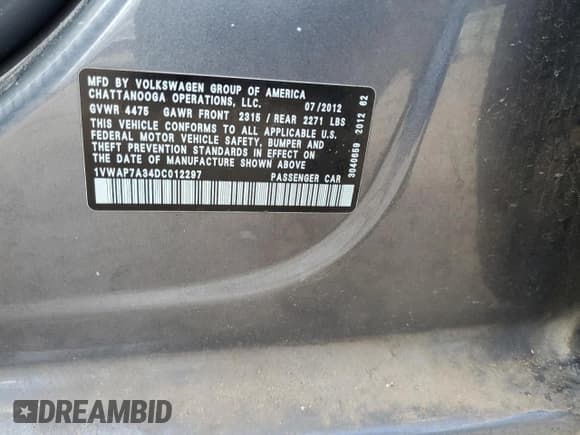 MFD BY VOLKSWAGEN GROUP OF AMERICA
CHATTANOOGA OPERATIONS, LLC. 07/2012
GVWR 4475 GAWR FRONT 2315 / REAR 2271 LBS
THIS VEHICLE CONFORMS TO ALL APPLICABLE U.S.
FEDERAL MOTOR VEHICLE SAFETY, BUMPER AND
THEFT PREVENTION STANDARDS IN EFFECT ON
THE DATE OF MANUFACTURE SHOWN ABOVE
1VWAP7A34DC012297 PASSENGER CAR
3040659 2012 62
DREAMBID